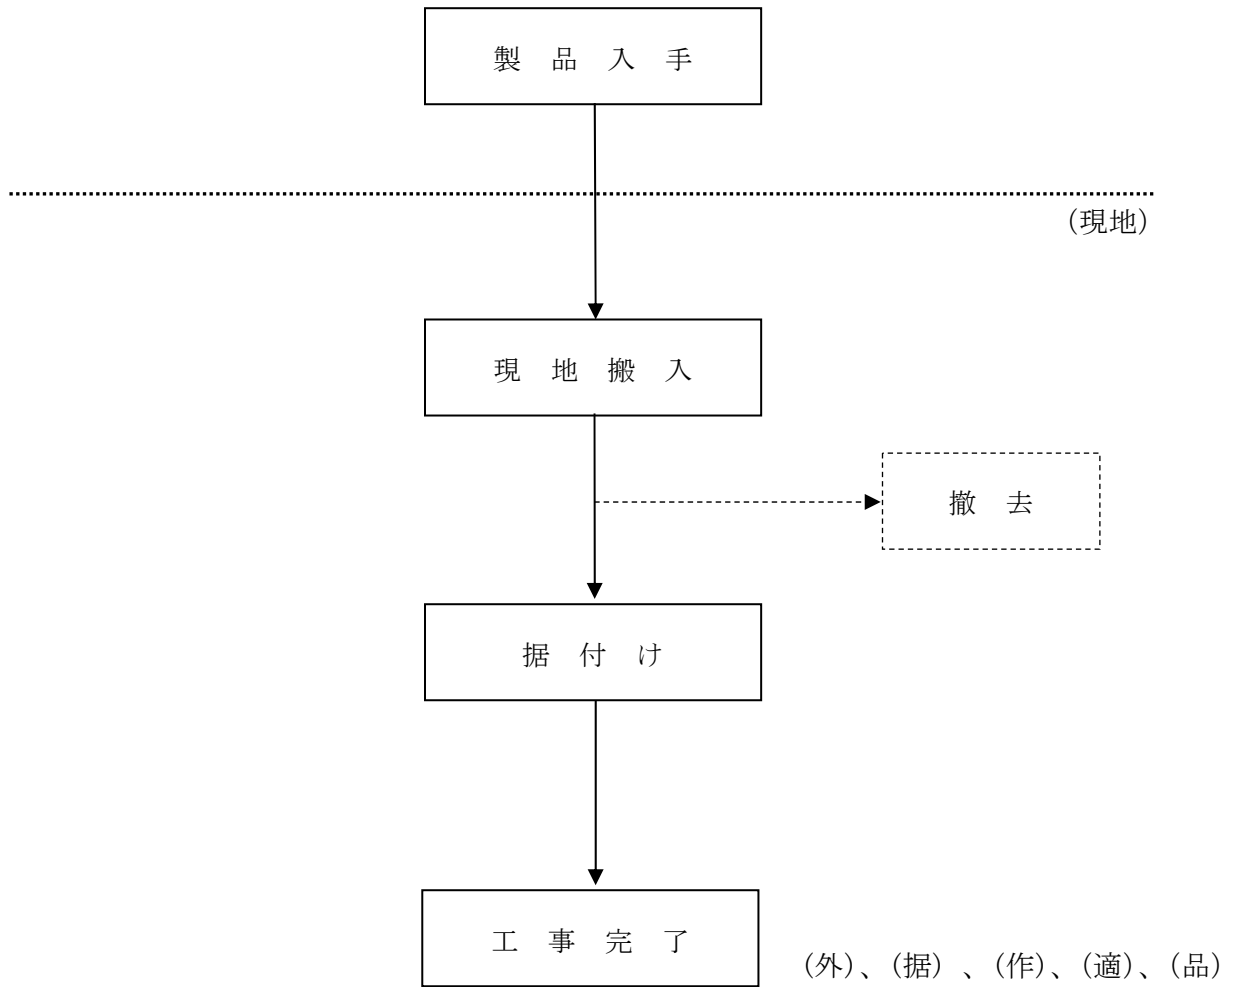 製品入手
(現地)
現地搬入
撤去
据付け
工事完了
(外)、(据)、(作)、(適)、(品)